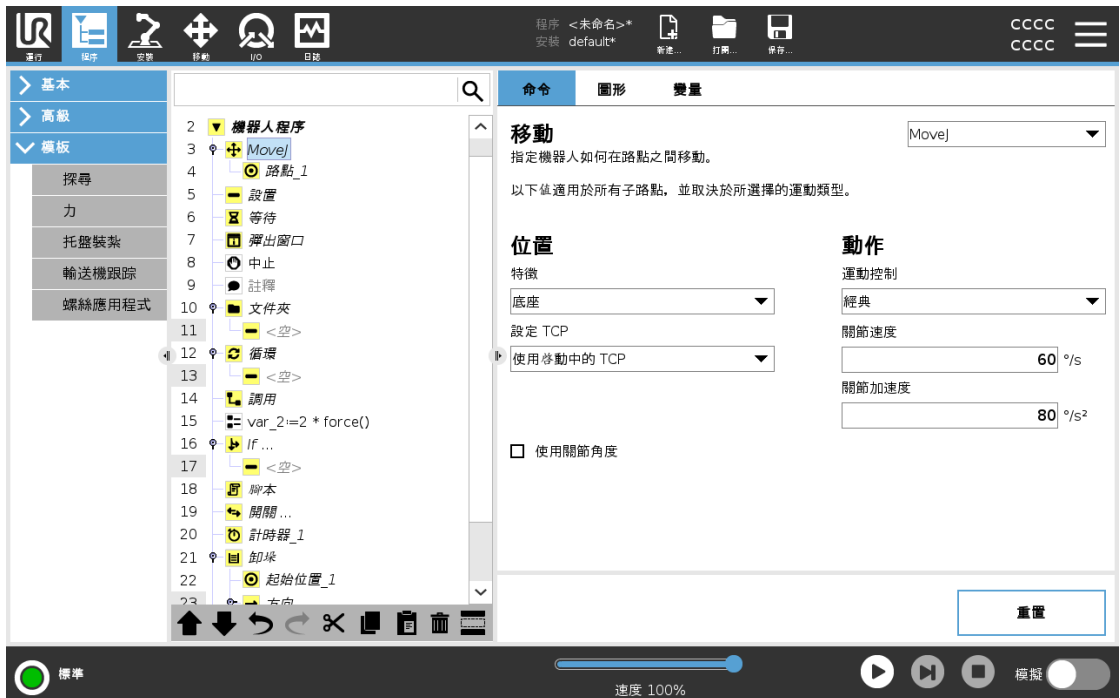 UR
運行
程序
安裝
移動
I/O
日誌
程序 <未命名>*
安裝 default*
新建...
打開...
保存...
cccc
cccc
基本
高級
模板
探尋
力
托盤裝紮
輸送機跟踪
螺絲應用程式
2 機器人程序
3 MoveJ
4 路點_1
5 設置
6 等待
7 彈出窗口
8 中止
9 註釋
10 文件夾
11 <空>
12 循環
13 <空>
14 調用
15 var_2:=2 * force()
16 If ...
17 <空>
18 腳本
19 開關 ...
20 計時器_1
21 卸垛
22 起始位置_1
23 方向
命令
圖形
變量
移動
MoveJ
指定機器人如何在路點之間移動。
以下值適用於所有子路點，並取決於所選擇的運動類型。
位置
特徵
底座
設定 TCP
使用啓動中的 TCP
使用關節角度
動作
運動控制
經典
關節速度
60 °/s
關節加速度
80 °/s²
重置
標準
速度 100%
模擬